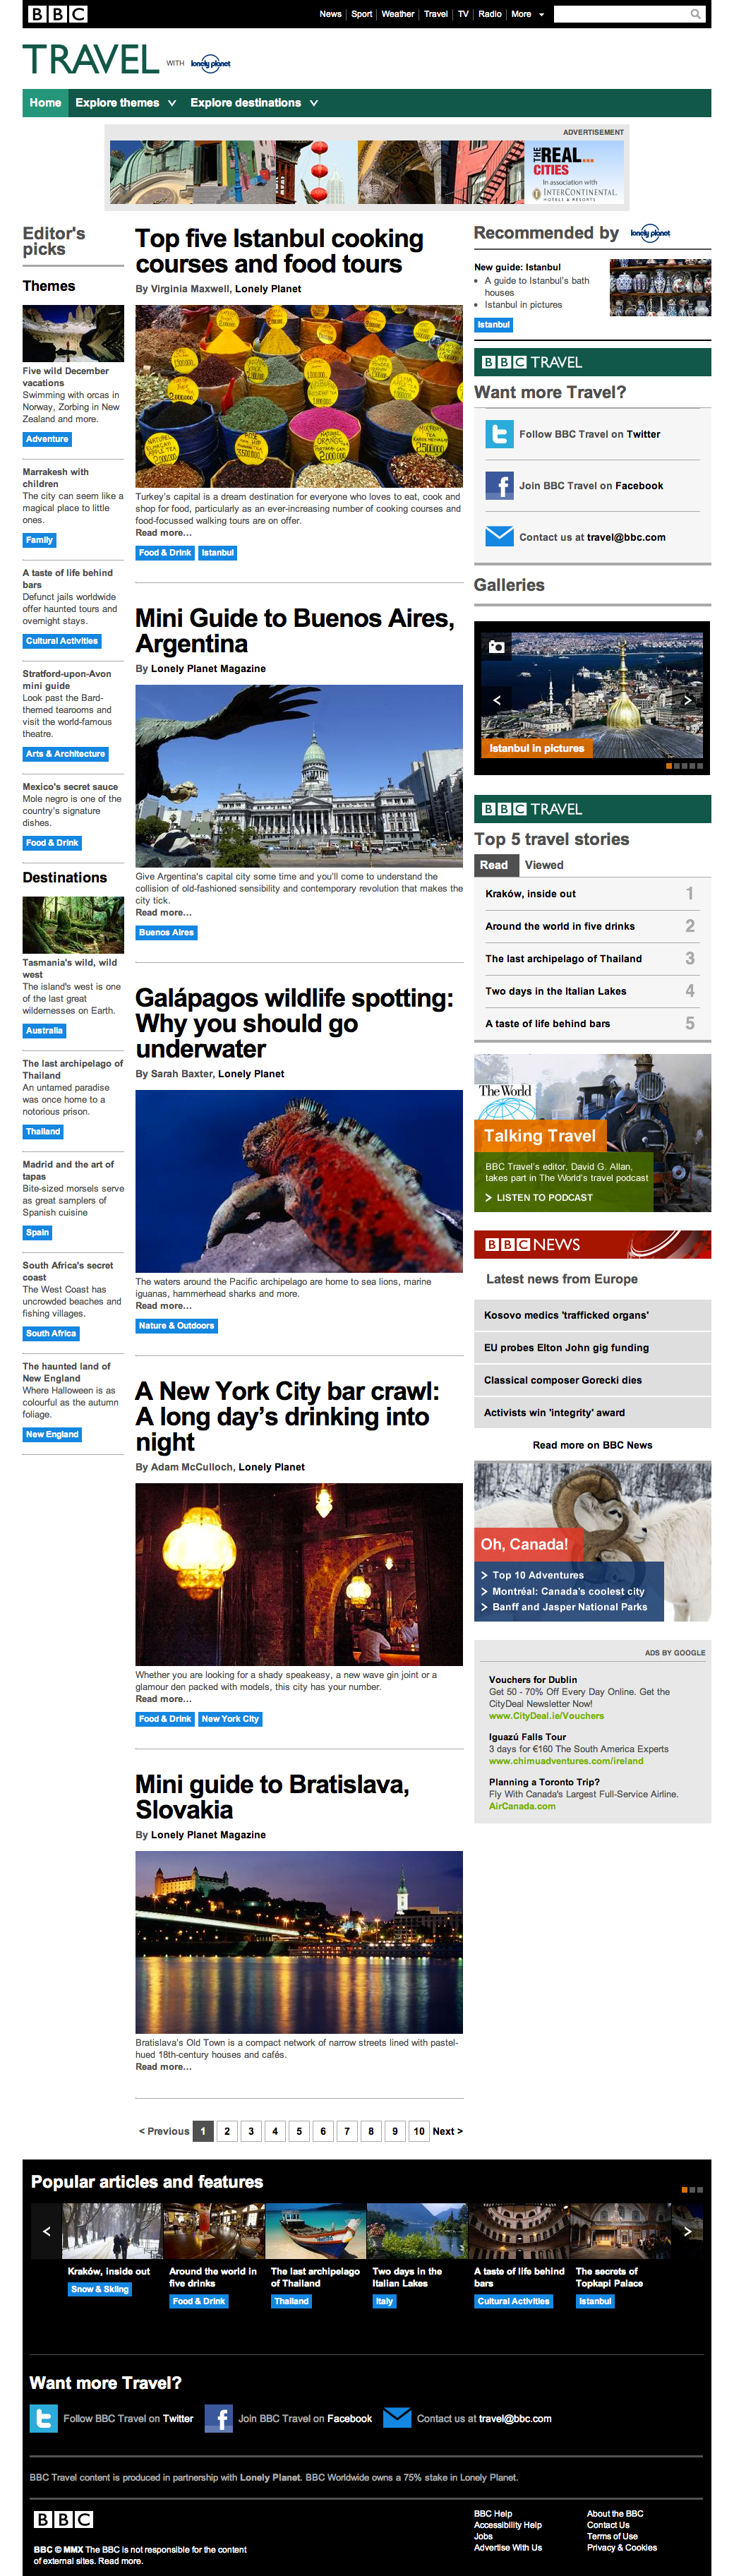 BBC
News
Sport
Weather
Travel
TV
Radio
More
TRAVEL WITH lonely planet
Home
Explore themes
Explore destinations
ADVERTISEMENT
THE REAL...
CITIES
In association with
INTERCONTINENTAL
HOTELS & RESORTS
Editor's
picks
Themes
Five wild December
vacations
Swimming with orcas in
Norway, Zorbing in New
Zealand and more.
Adventure
Marrakesh with
children
The city can seem like a
magical place to little
ones.
Family
A taste of life behind
bars
Defunct jails worldwide
offer haunted tours and
overnight stays.
Cultural Activities
Stratford-upon-Avon
mini guide
Look past the Bard-
themed tearooms and
visit the world-famous
theatre.
Arts & Architecture
Mexico's secret sauce
Mole negro is one of the
country's signature
dishes.
Food & Drink
Destinations
Tasmania's wild, wild
west
The island's west is one
of the last great
wildernesses on Earth.
Australia
The last archipelago of
Thailand
An untamed paradise
was once home to a
notorious prison.
Thailand
Madrid and the art of
tapas
Bite-sized morsels serve
as great samplers of
Spanish cuisine
Spain
South Africa's secret
coast
The West Coast has
uncrowded beaches and
fishing villages.
South Africa
The haunted land of
New England
Where Halloween is as
colourful as the autumn
foliage.
New England
Top five Istanbul cooking
courses and food tours
By Virginia Maxwell, Lonely Planet
Turkey's capital is a dream destination for everyone who loves to eat, cook and
shop for food, particularly as an ever-increasing number of cooking courses and
food-focussed walking tours are on offer.
Read more...
Food & Drink
Istanbul
Mini Guide to Buenos Aires,
Argentina
By Lonely Planet Magazine
Give Argentina's capital city some time and you'll come to understand the
collision of old-fashioned sensibility and contemporary revolution that makes the
city tick.
Read more...
Buenos Aires
Galápagos wildlife spotting:
Why you should go
underwater
By Sarah Baxter, Lonely Planet
The waters around the Pacific archipelago are home to sea lions, marine
iguanas, hammerhead sharks and more.
Read more...
Nature & Outdoors
A New York City bar crawl:
A long day's drinking into
night
By Adam McCulloch, Lonely Planet
Whether you are looking for a shady speakeasy, a new wave gin joint or a
glamour den packed with models, this city has your number.
Read more...
Food & Drink
New York City
Mini guide to Bratislava,
Slovakia
By Lonely Planet Magazine
Bratislava's Old Town is a compact network of narrow streets lined with pastel-
hued 18th-century houses and cafés.
Read more...
< Previous 1 2 3 4 5 6 7 8 9 10 Next >
Recommended by lonely planet
New guide: Istanbul
• A guide to Istanbul's bath
houses
• Istanbul in pictures
Istanbul
BBC TRAVEL
Want more Travel?
Follow BBC Travel on Twitter
Join BBC Travel on Facebook
Contact us at travel@bbc.com
Galleries
Istanbul in pictures
BBC TRAVEL
Top 5 travel stories
Read
Viewed
Kraków, inside out 1
Around the world in five drinks 2
The last archipelago of Thailand 3
Two days in the Italian Lakes 4
A taste of life behind bars 5
The World
Talking Travel
BBC Travel's editor, David G. Allan,
takes part in The World's travel podcast
LISTEN TO PODCAST
BBC NEWS
Latest news from Europe
Kosovo medics 'trafficked organs'
EU probes Elton John gig funding
Classical composer Gorecki dies
Activists win 'integrity' award
Read more on BBC News
Oh, Canada!
Top 10 Adventures
Montréal: Canada's coolest city
Banff and Jasper National Parks
ADS BY GOOGLE
Vouchers for Dublin
Get 50 - 70% Off Every Day Online. Get the
CityDeal Newsletter Now!
www.CityDeal.ie/Vouchers
Iguazú Falls Tour
3 days for €160 The South America Experts
www.chimuadventures.com/ireland
Planning a Toronto Trip?
Fly With Canada's Largest Full-Service Airline.
AirCanada.com
Popular articles and features
Kraków, inside out
Snow & Skiing
Around the world in
five drinks
Food & Drink
The last archipelago
of Thailand
Thailand
Two days in the
Italian Lakes
Italy
A taste of life behind
bars
Cultural Activities
The secrets of
Topkapi Palace
Istanbul
Want more Travel?
Follow BBC Travel on Twitter
Join BBC Travel on Facebook
Contact us at travel@bbc.com
BBC Travel content is produced in partnership with Lonely Planet. BBC Worldwide owns a 75% stake in Lonely Planet.
BBC
BBC © MMX The BBC is not responsible for the content
of external sites. Read more.
BBC Help
Accessibility Help
Jobs
Advertise With Us
About the BBC
Contact Us
Terms of Use
Privacy & Cookies